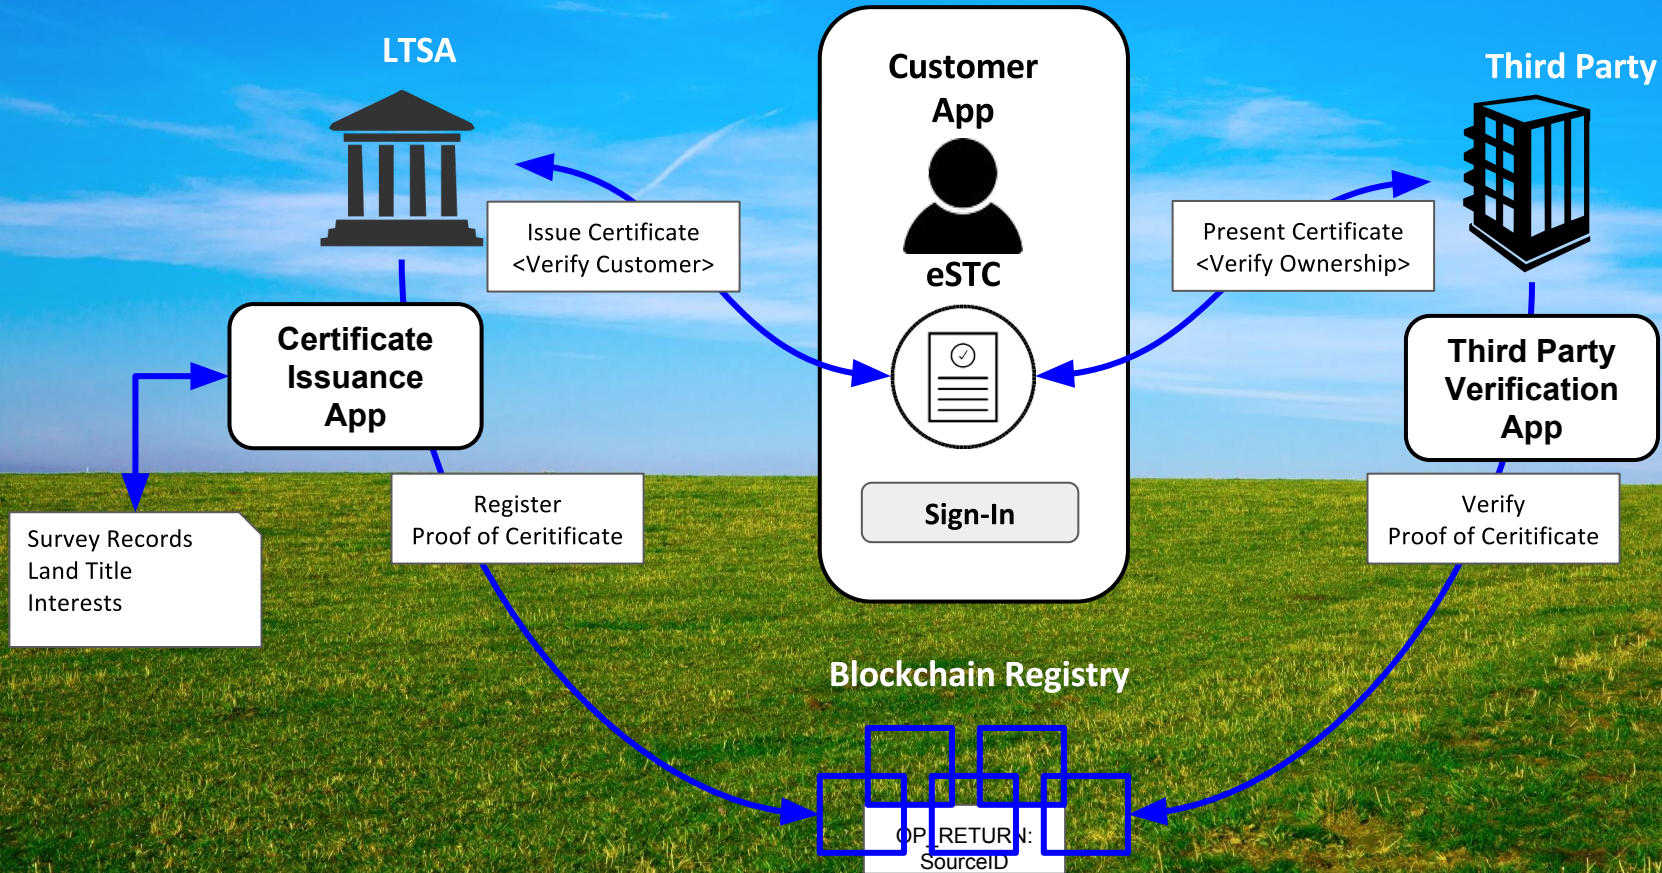 LTSA
Customer
App
Third Party
Issue Certificate
<Verify Customer>
eSTC
Present Certificate
<Verify Ownership>
Certificate
Issuance
App
Third Party
Verification
App
Sign-In
Survey Records
Land Title
Interests
Register
Proof of Ceritificate
Verify
Proof of Ceritificate
Blockchain Registry
OP_RETURN:
SourceID